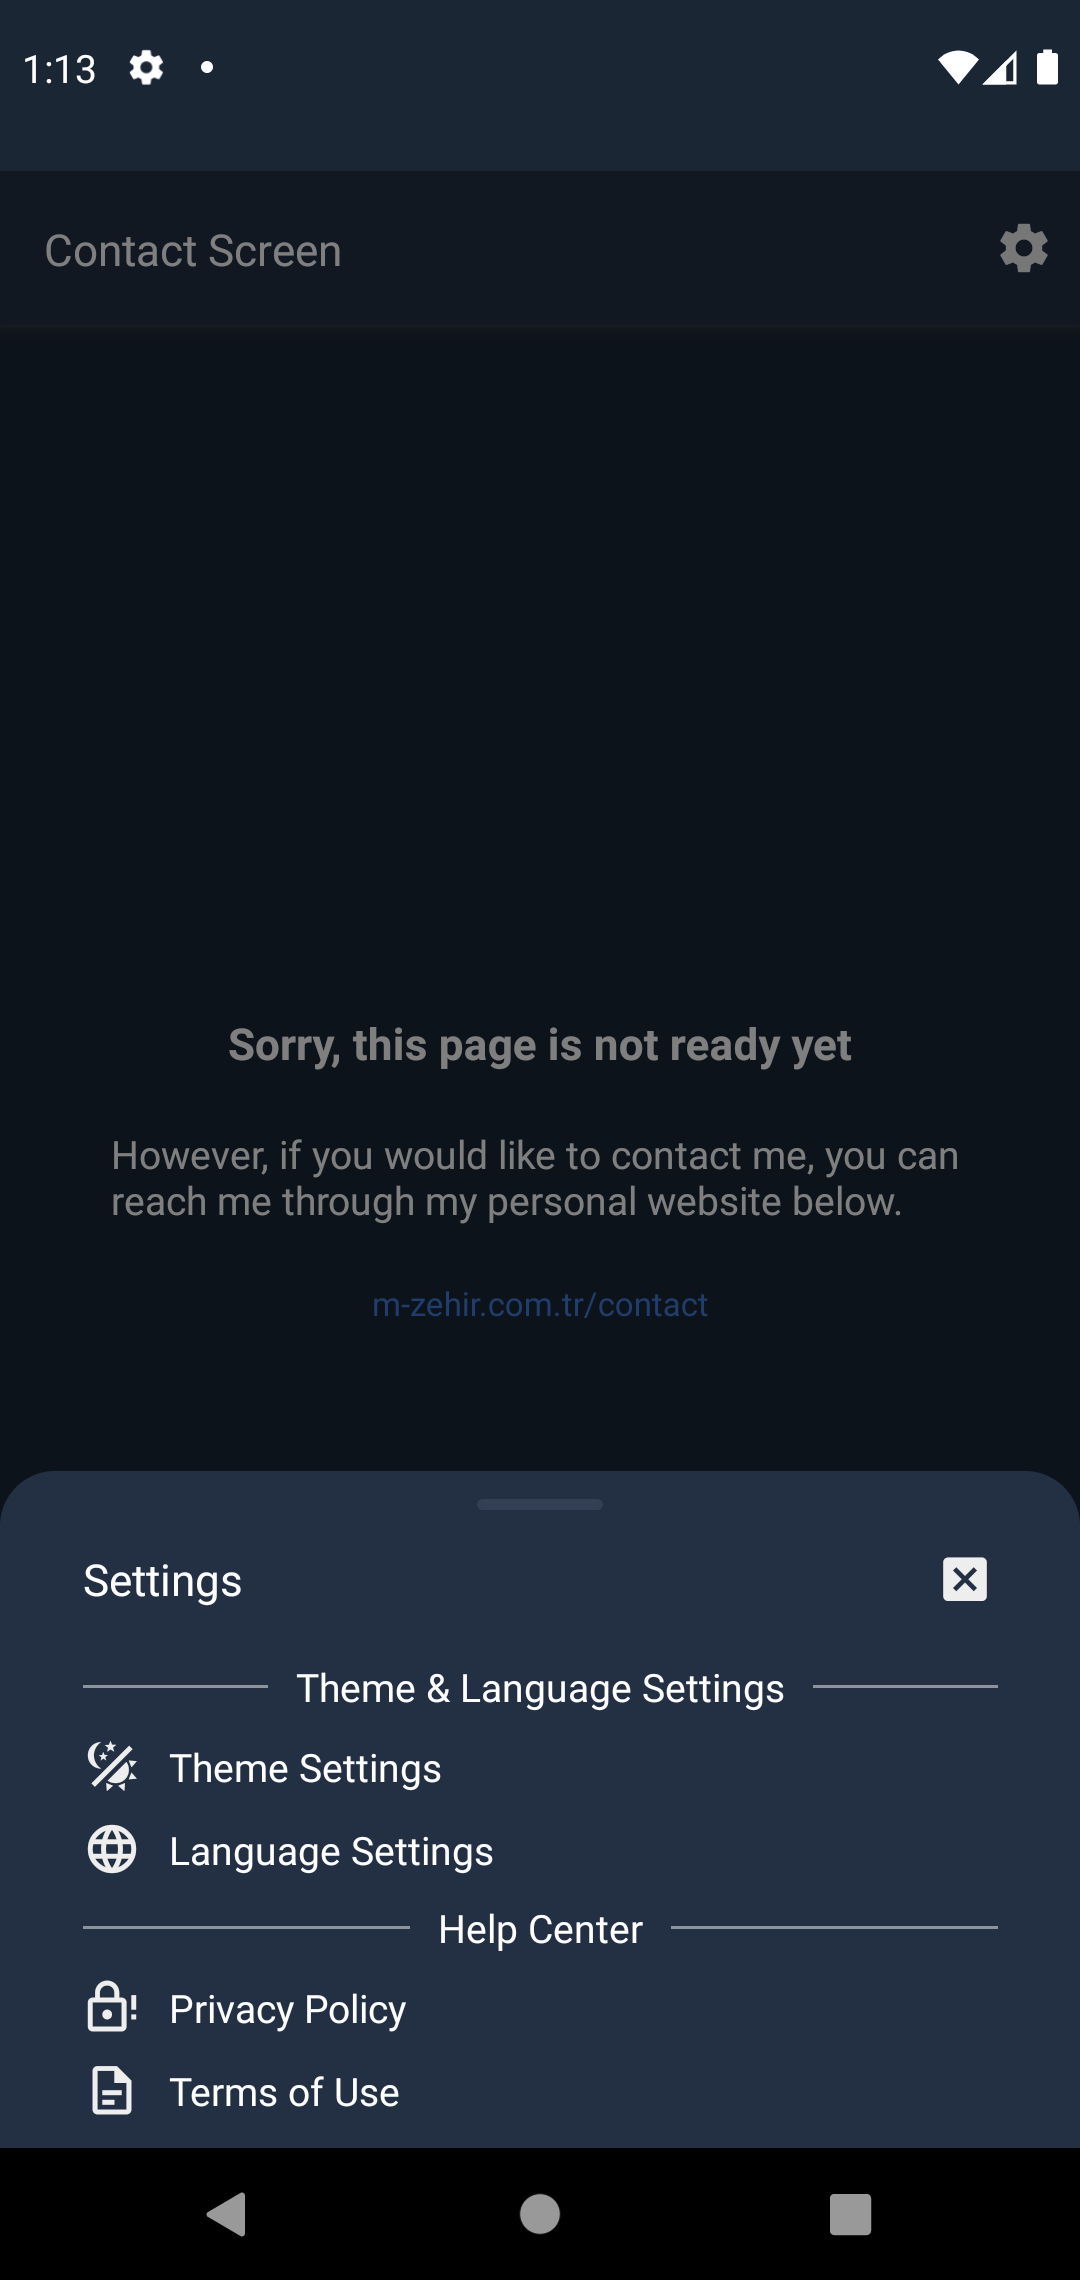 1:13
Contact Screen
Sorry, this page is not ready yet
However, if you would like to contact me, you can
reach me through my personal website below.
m-zehir.com.tr/contact
Settings
Theme & Language Settings
Theme Settings
Language Settings
Help Center
Privacy Policy
Terms of Use